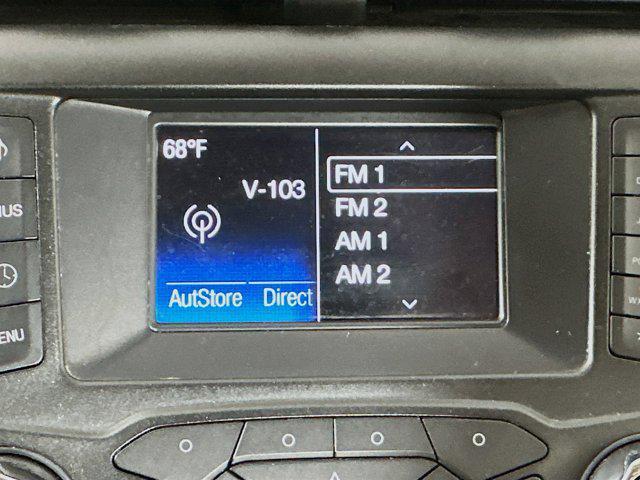 68°F
V-103
FM 1
FM 2
AM 1
AM 2
AutStore Direct